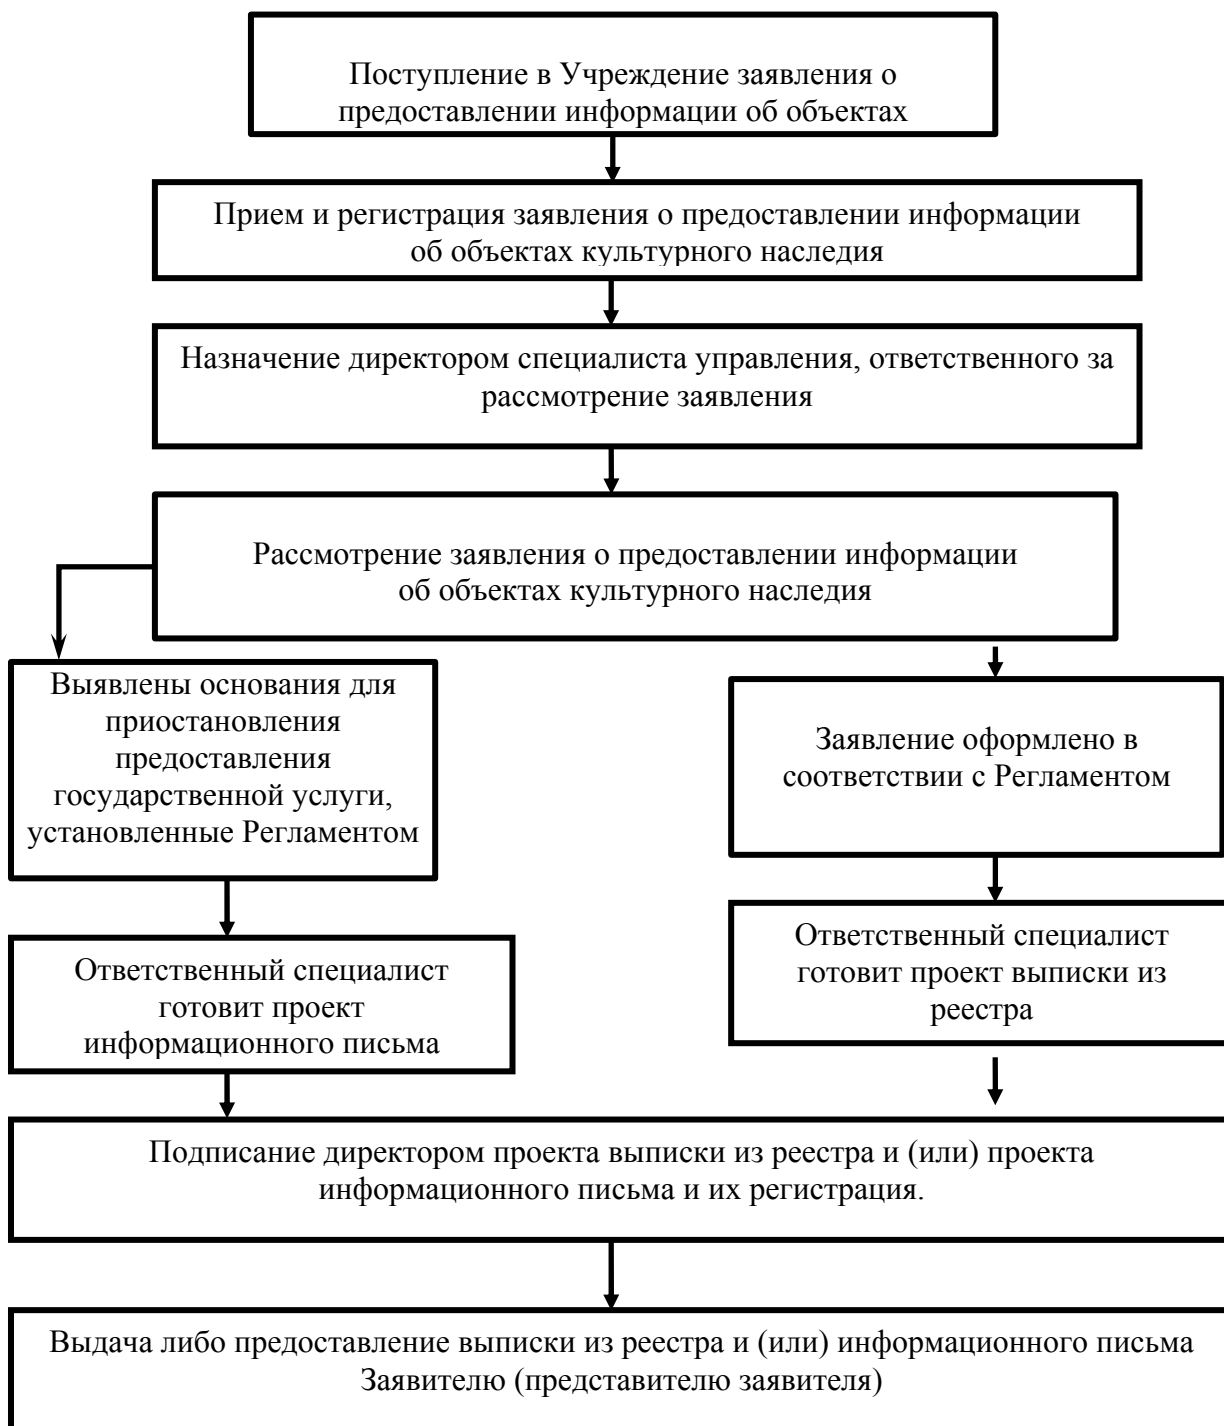 Поступление в Учреждение заявления о
предоставлении информации об объектах
Прием и регистрация заявления о предоставлении информации
об объектах культурного наследия
Назначение директором специалиста управления, ответственного за
рассмотрение заявления
Рассмотрение заявления о предоставлении информации
об объектах культурного наследия
Выявлены основания для
приостановления
предоставления
государственной услуги,
установленные Регламентом
Заявление оформлено в
соответствии с Регламентом
Ответственный специалист
готовит проект
информационного письма
Ответственный специалист
готовит проект выписки из
реестра
Подписание директором проекта выписки из реестра и (или) проекта
информационного письма и их регистрация.
Выдача либо предоставление выписки из реестра и (или) информационного письма
Заявителю (представителю заявителя)